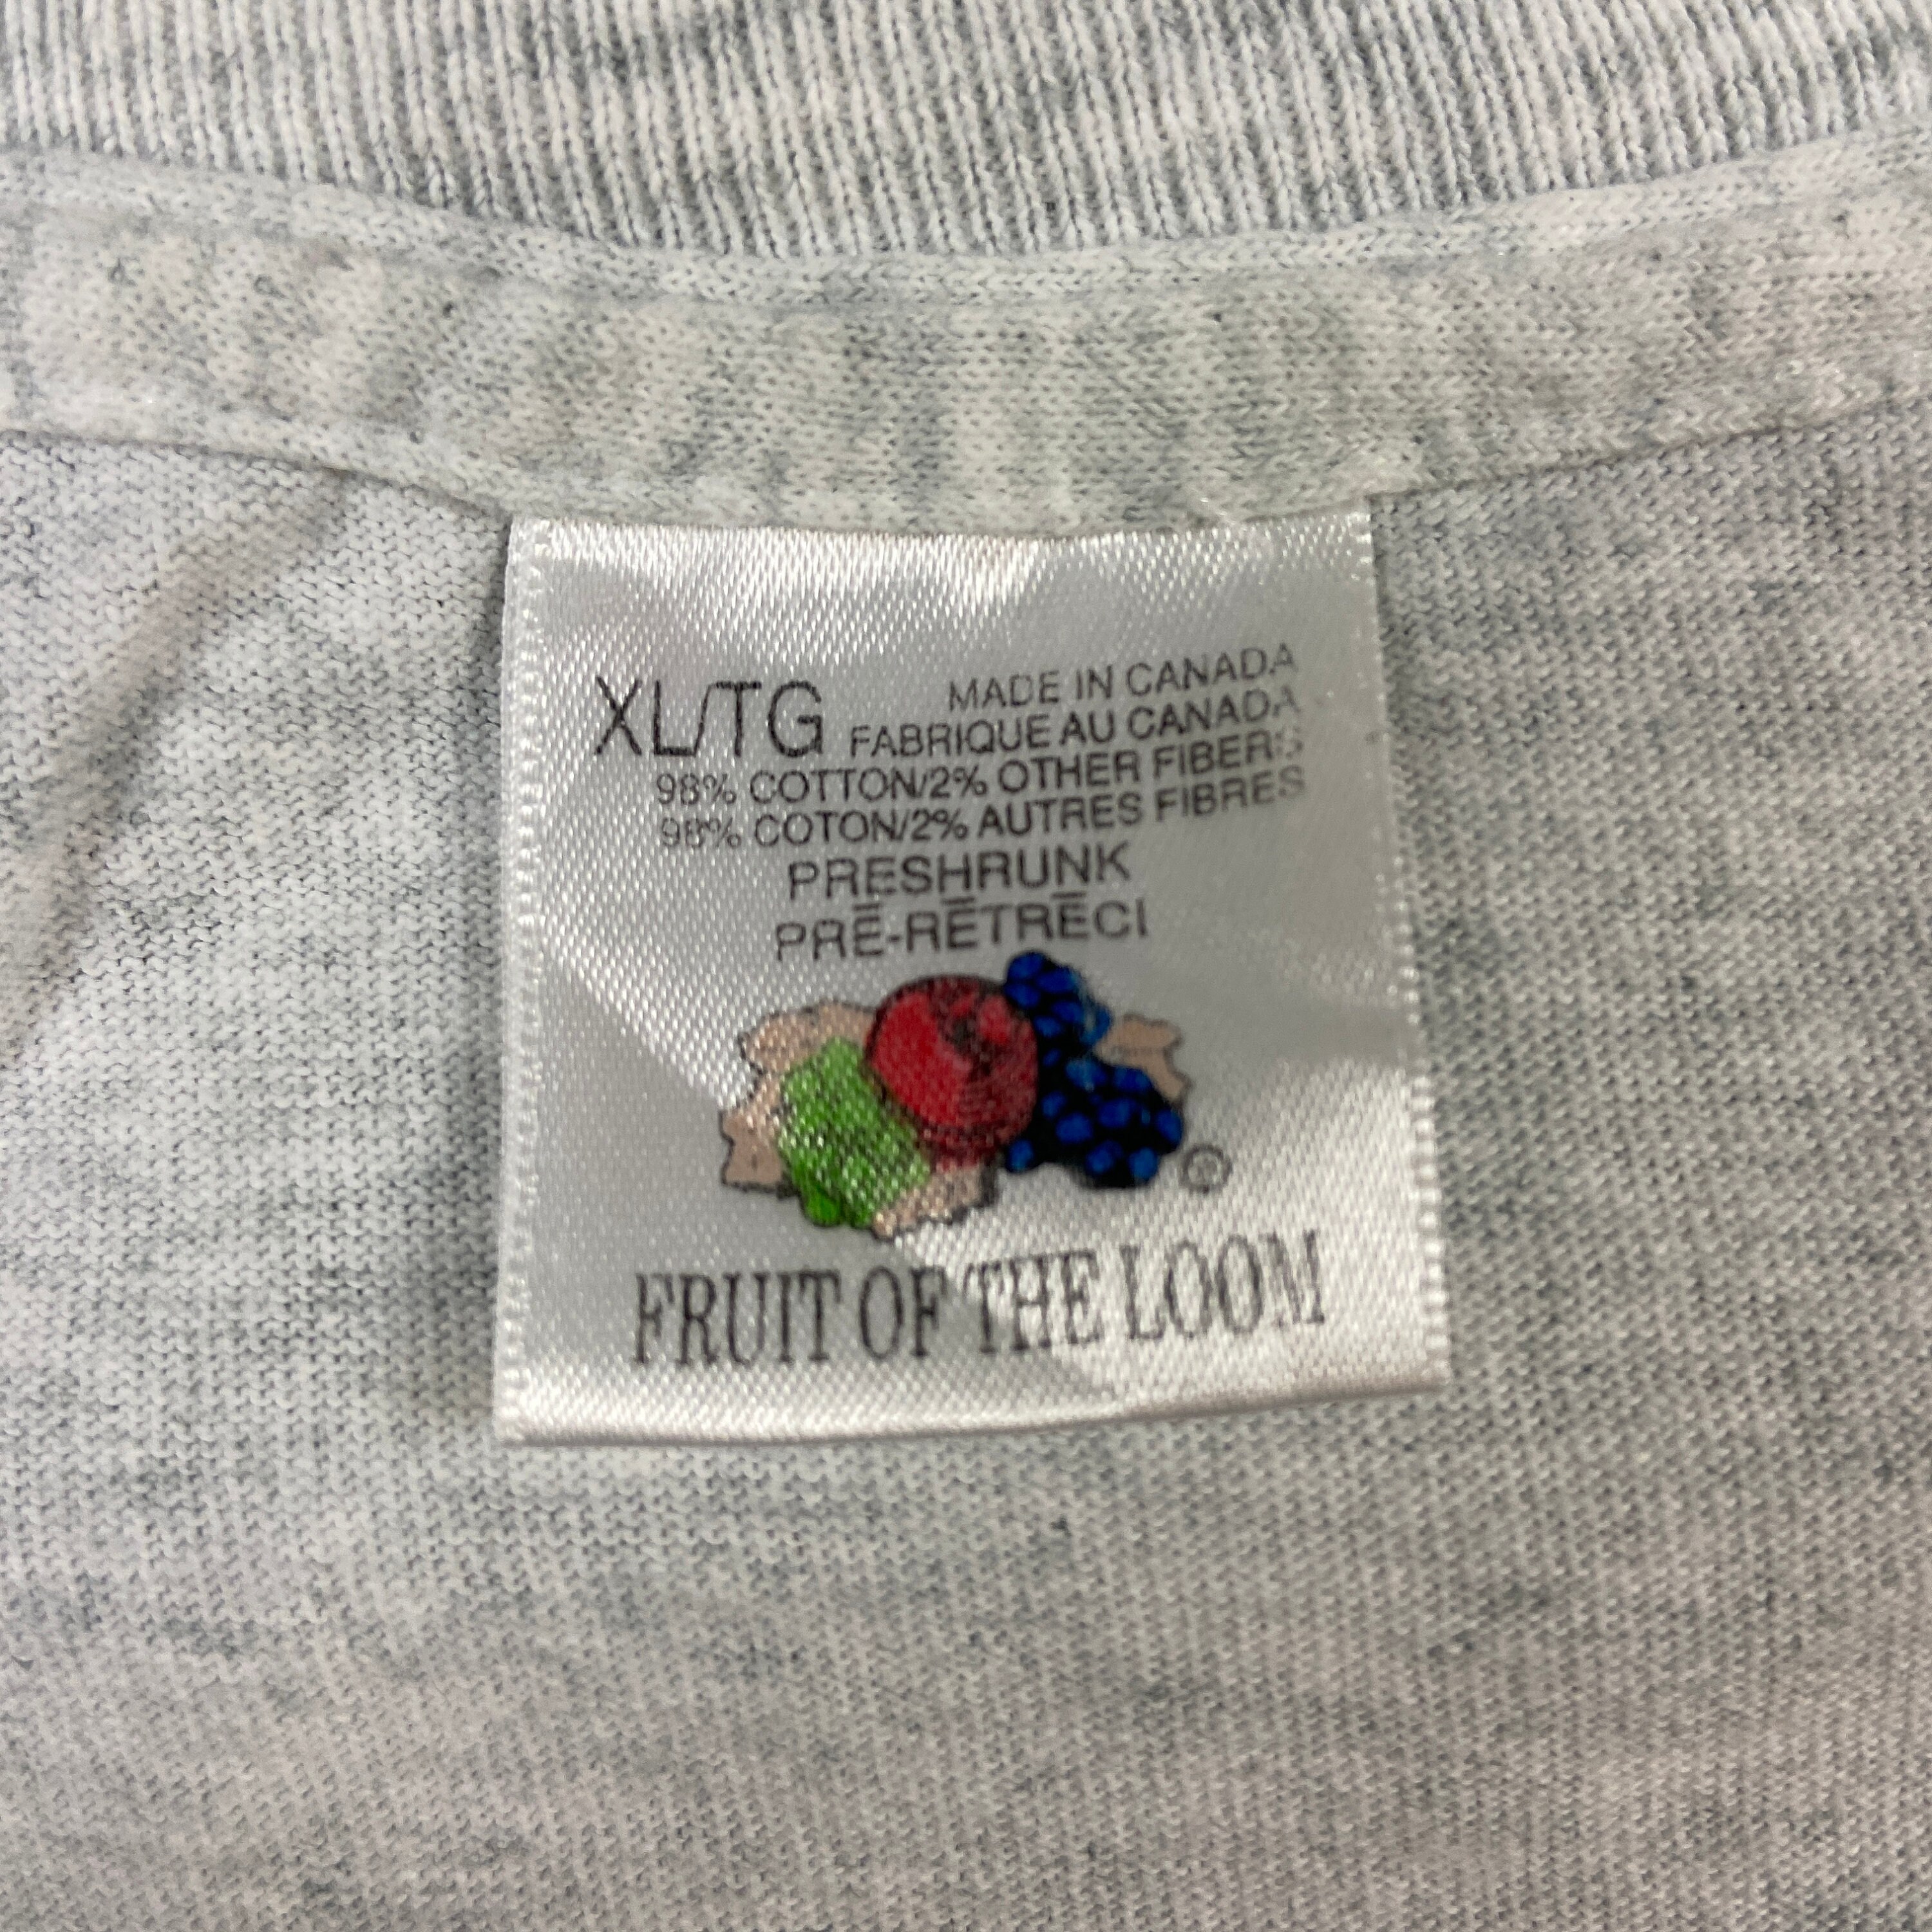 XL/TG
MADE IN CANADA
FABRIQUE AU CANADA
98% COTTON/2% OTHER FIBERS
98% COTON/2% AUTRES FIBRES
PRESHRUNK
PRÉ-RÉTRÉCI
®
FRUIT OF THE LOOM